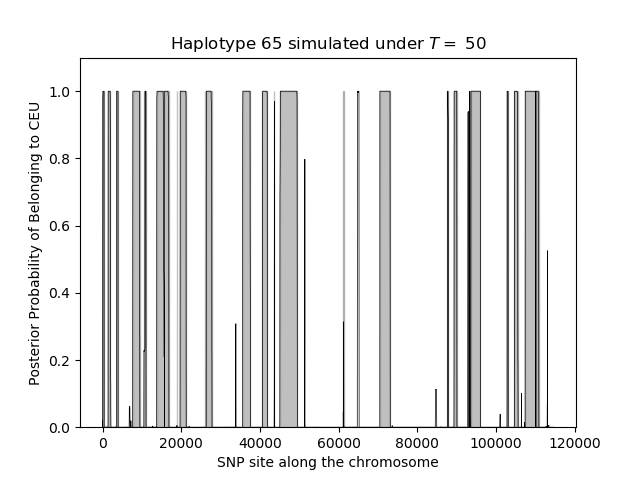 Haplotype 65 simulated under T = 50
Posterior Probability of Belonging to CEU
1.0
0.8
0.6
0.4
0.2
0.0
0 20000 40000 60000 80000 100000 120000
SNP site along the chromosome